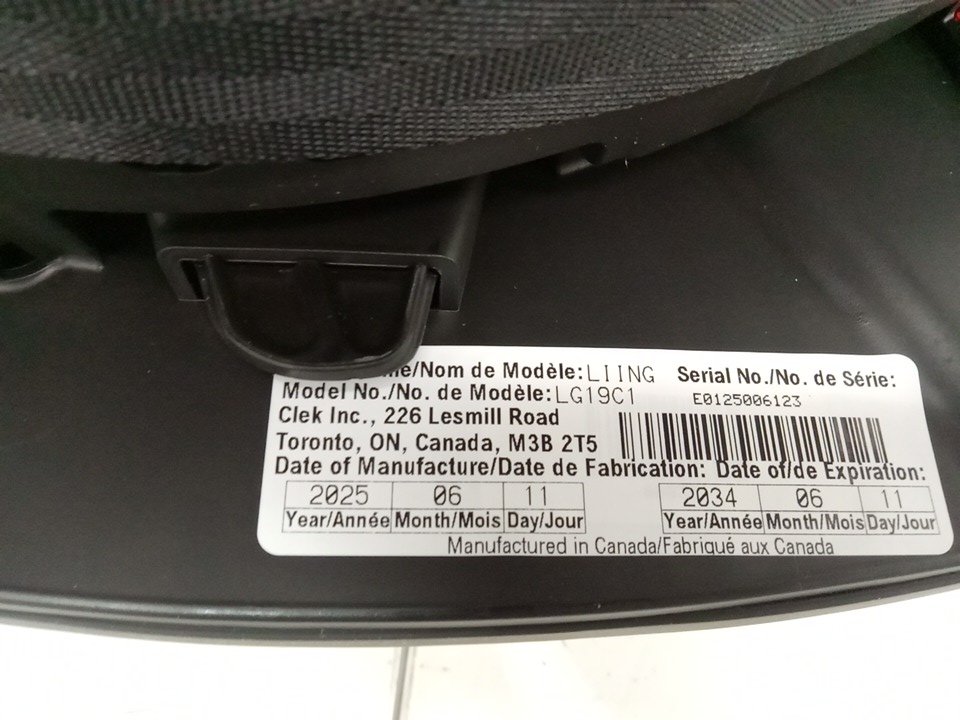 me/Nom de Modèle: LIING Serial No./No. de Série:
Model No./No. de Modèle: LG19C1 E0125006123
Clek Inc., 226 Lesmill Road
Toronto, ON, Canada, M3B 2T5
Date of Manufacture/Date de Fabrication: Date of/de Expiration:
2025 06 11 2034 06 11
Year/Année Month/Mois Day/Jour Year/Année Month/Mois Day/Jour
Manufactured in Canada/Fabriqué aux Canada